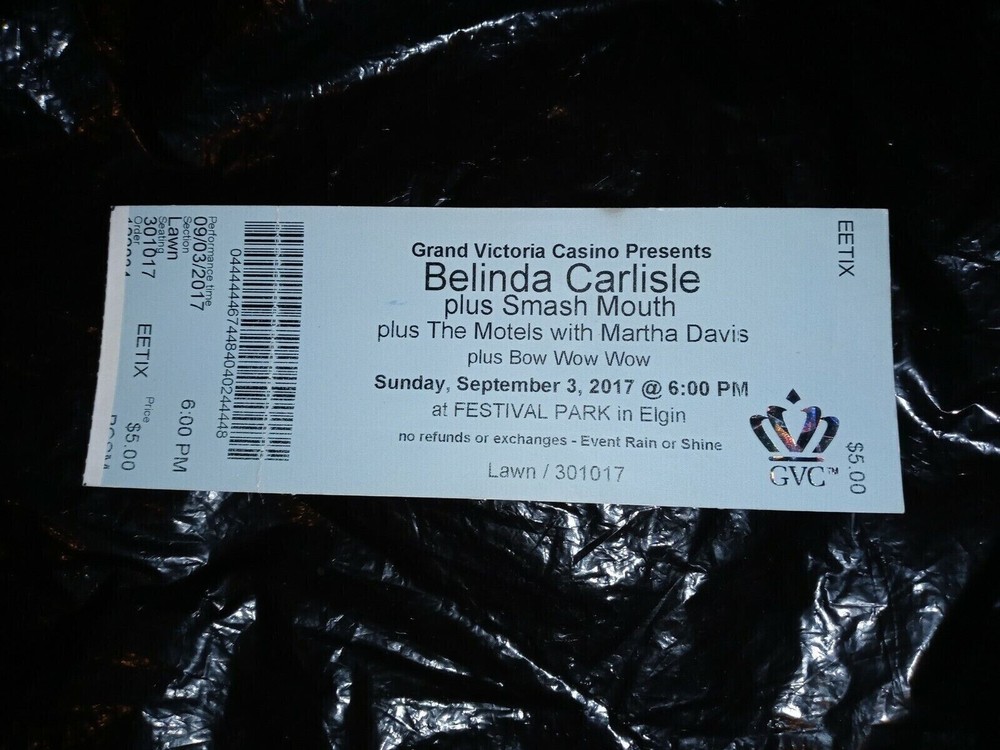 Performance time
09/03/2017
6:00 PM
Section
Lawn
Seating
301017
EETIX
Price
$5.00
Order
Grand Victoria Casino Presents
Belinda Carlisle
plus Smash Mouth
plus The Motels with Martha Davis
plus Bow Wow Wow
Sunday, September 3, 2017 @ 6:00 PM
at FESTIVAL PARK in Elgin
no refunds or exchanges - Event Rain or Shine
Lawn / 301017
EETIX
$5.00
GVC™